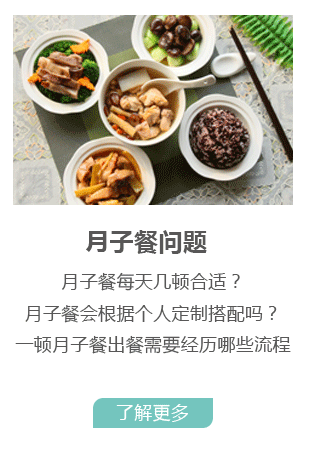 月子餐问题
月子餐每天几顿合适？
月子餐会根据个人定制搭配吗？
一顿月子餐出餐需要经历哪些流程
了解更多